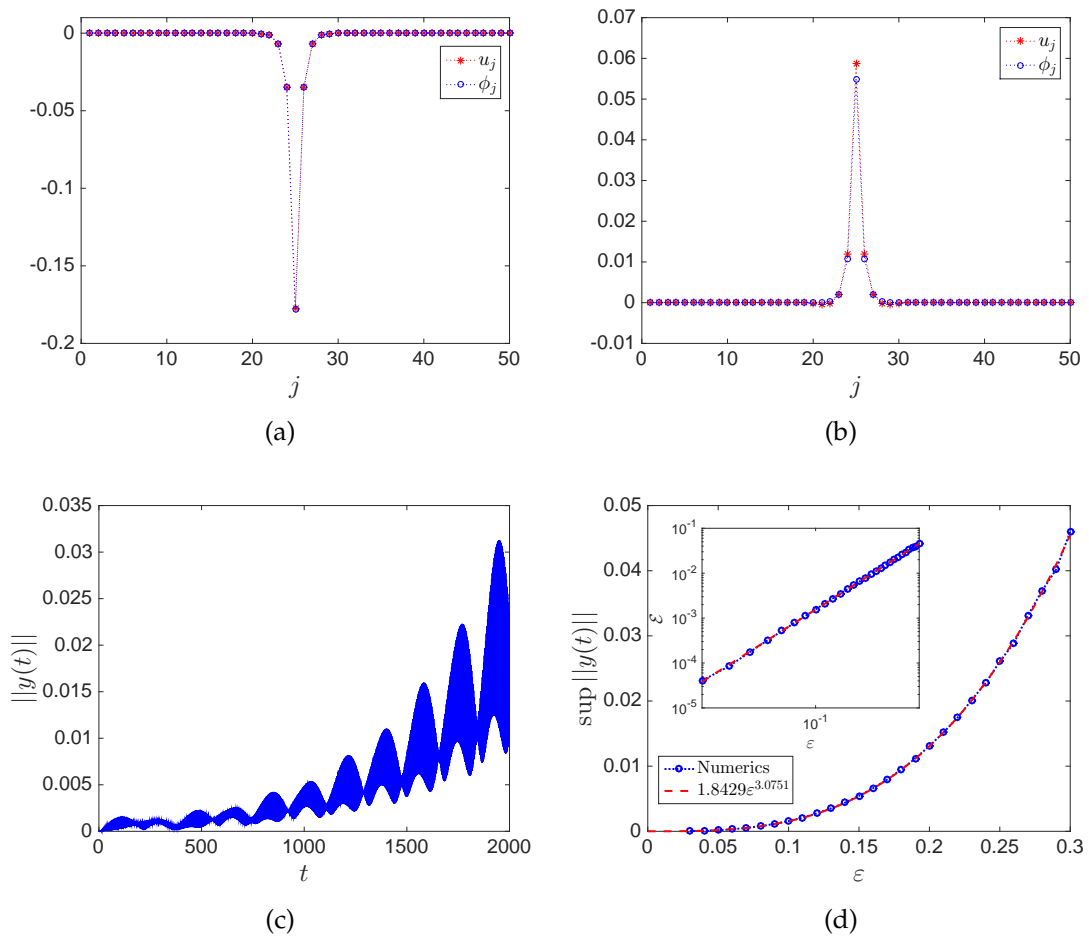 0
-0.05
-0.1
-0.15
-0.2
0 10 20 30 40 50
j
u_j
ϕ_j
(a)
0.07
0.06
0.05
0.04
0.03
0.02
0.01
0
-0.01
0 10 20 30 40 50
j
u_j
ϕ_j
(b)
0.035
0.03
0.025
0.02
0.015
0.01
0.005
0
0 500 1000 1500 2000
||y(t)||
t
(c)
0.05
0.04
0.03
0.02
0.01
0
0 0.05 0.1 0.15 0.2 0.25 0.3
sup ||y(t)||
ε
10^-1
10^-2
10^-3
10^-4
10^-5
10^-1
ℰ
ε
Numerics
1.8429ε^3.0751
(d)